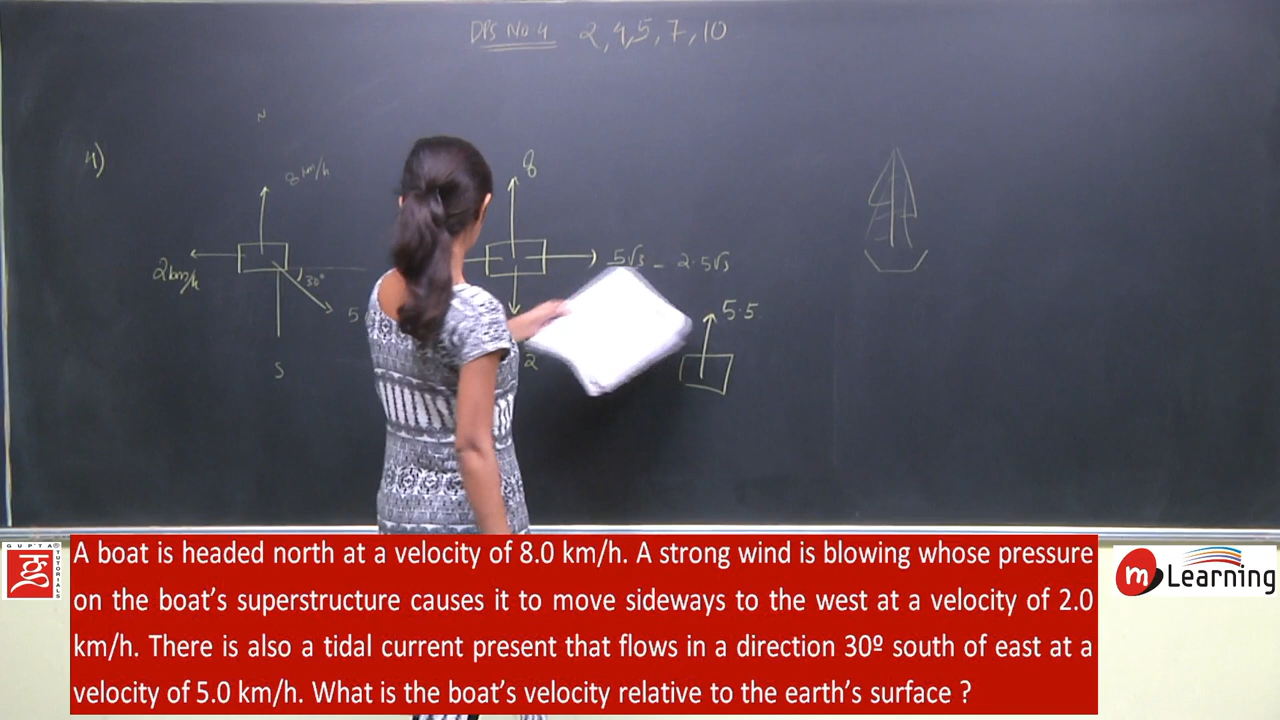 DPS No 4 2, 4, 5, 7, 10
N
4)
8 km/h
8
2 km/h
30°
5
5√3 = 2.5√3
2
5.5
S
GUPTA
TUTORIALS
A boat is headed north at a velocity of 8.0 km/h. A strong wind is blowing whose pressure
on the boat’s superstructure causes it to move sideways to the west at a velocity of 2.0
km/h. There is also a tidal current present that flows in a direction 30º south of east at a
velocity of 5.0 km/h. What is the boat’s velocity relative to the earth’s surface ?
m Learning